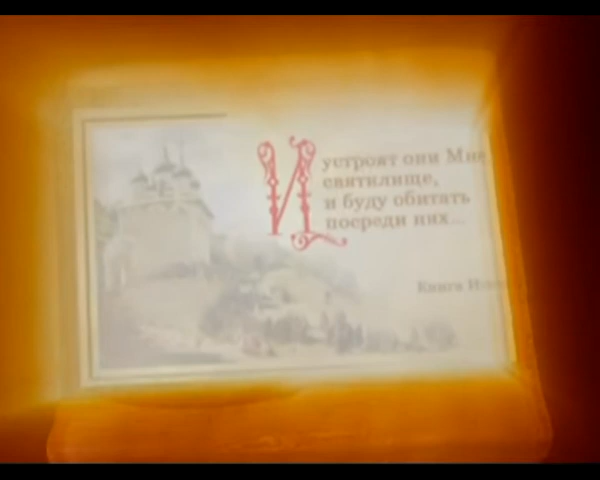 И устроят они Мне
святилище,
и буду обитать
посреди них...
Книга